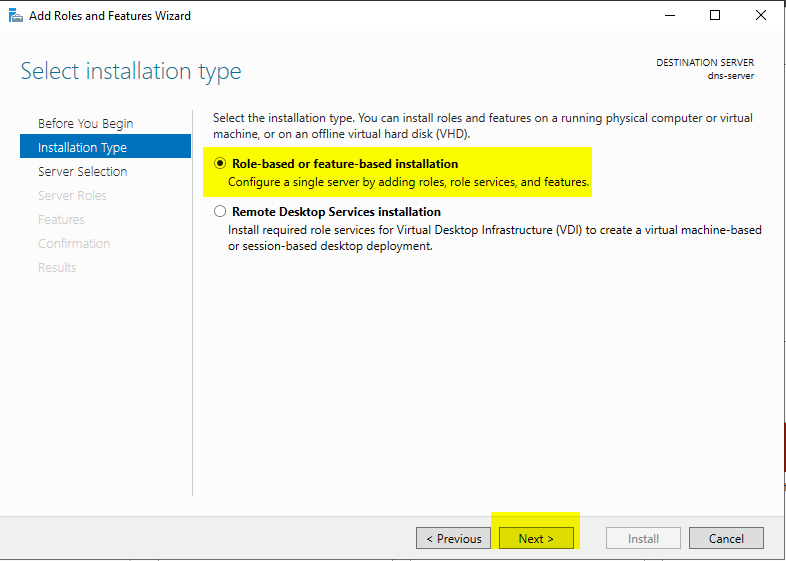 Add Roles and Features Wizard
Select installation type
DESTINATION SERVER
dns-server
Before You Begin
Installation Type
Server Selection
Server Roles
Features
Confirmation
Results
Select the installation type. You can install roles and features on a running physical computer or virtual
machine, or on an offline virtual hard disk (VHD).
Role-based or feature-based installation
Configure a single server by adding roles, role services, and features.
Remote Desktop Services installation
Install required role services for Virtual Desktop Infrastructure (VDI) to create a virtual machine-based
or session-based desktop deployment.
< Previous
Next >
Install
Cancel